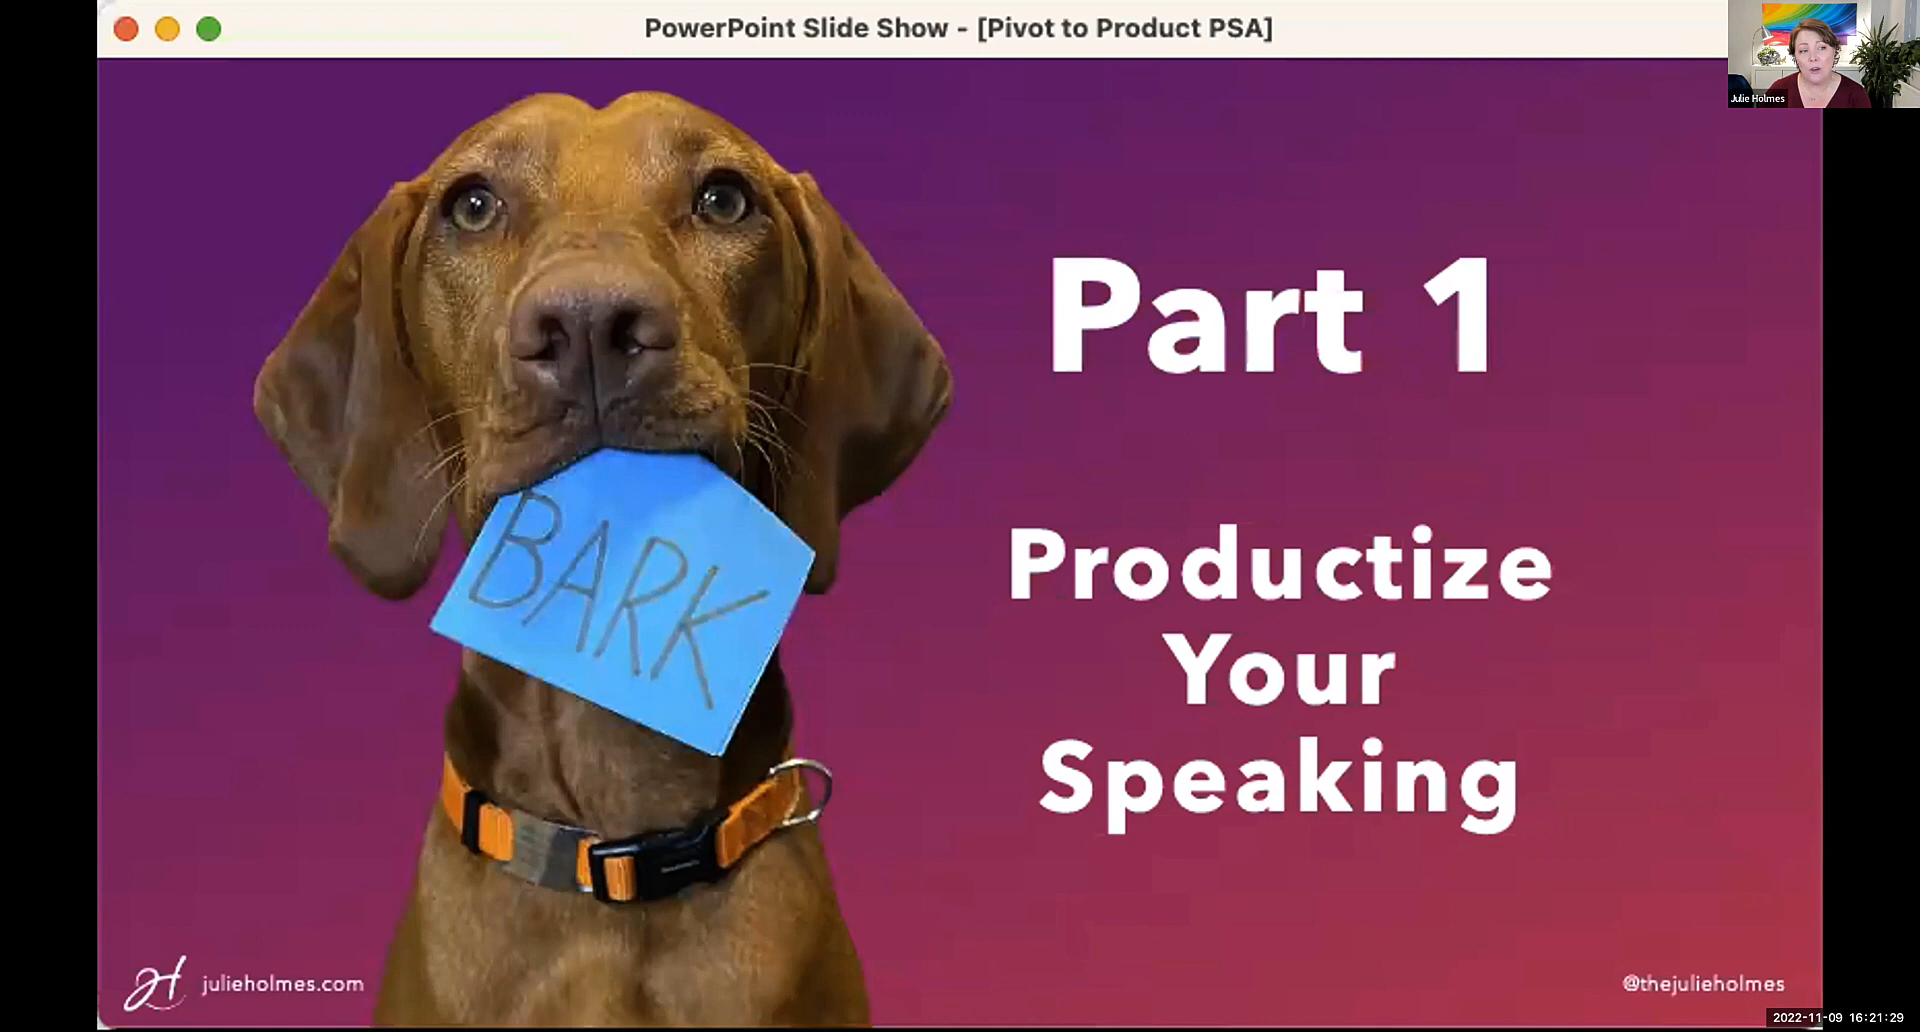 PowerPoint Slide Show - [Pivot to Product PSA]
Julie Holmes
Part 1
BARK
Productize
Your
Speaking
JH julieholmes.com
@thejulieholmes
2022-11-09 16:21:29